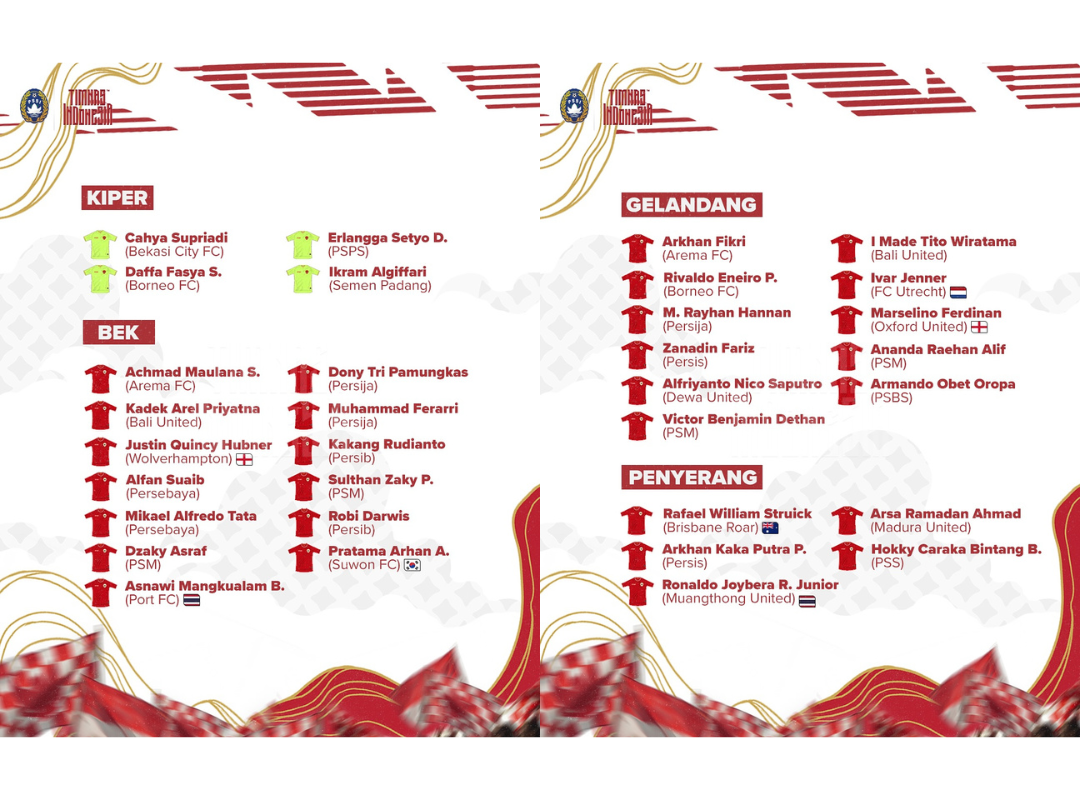 TIMNAS
INDONESIA
KIPER
Cahya Supriadi
(Bekasi City FC)
Erlangga Setyo D.
(PSPS)
Daffa Fasya S.
(Borneo FC)
Ikram Algiffari
(Semen Padang)
BEK
Achmad Maulana S.
(Arema FC)
Dony Tri Pamungkas
(Persija)
Kadek Arel Priyatna
(Bali United)
Muhammad Ferarri
(Persija)
Justin Quincy Hubner
(Wolverhampton)
Kakang Rudianto
(Persib)
Alfan Suaib
(Persebaya)
Sulthan Zaky P.
(PSM)
Mikael Alfredo Tata
(Persebaya)
Robi Darwis
(Persib)
Dzaky Asraf
(PSM)
Pratama Arhan A.
(Suwon FC)
Asnawi Mangkualam B.
(Port FC)
TIMNAS
INDONESIA
GELANDANG
Arkhan Fikri
(Arema FC)
I Made Tito Wiratama
(Bali United)
Rivaldo Eneiro P.
(Borneo FC)
Ivar Jenner
(FC Utrecht)
M. Rayhan Hannan
(Persija)
Marselino Ferdinan
(Oxford United)
Zanadin Fariz
(Persis)
Ananda Raehan Alif
(PSM)
Alfriyanto Nico Saputro
(Dewa United)
Armando Obet Oropa
(PSBS)
Victor Benjamin Dethan
(PSM)
PENYERANG
Rafael William Struick
(Brisbane Roar)
Arsa Ramadan Ahmad
(Madura United)
Arkhan Kaka Putra P.
(Persis)
Hokky Caraka Bintang B.
(PSS)
Ronaldo Joybera R. Junior
(Muangthong United)